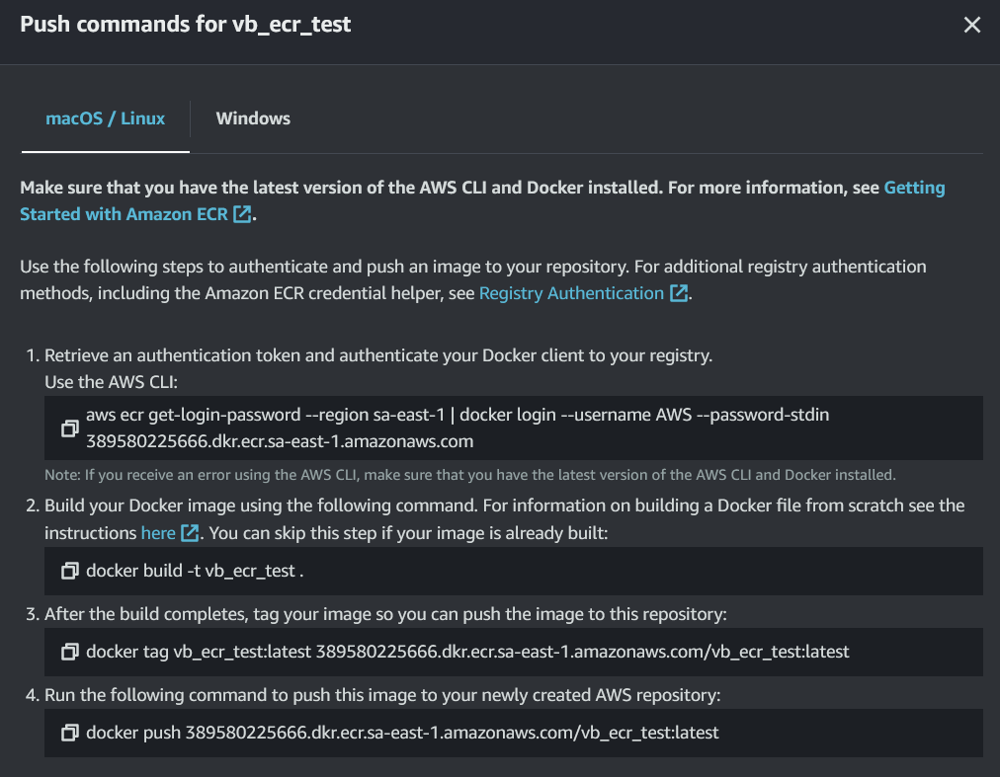 Push commands for vb_ecr_test
macOS / Linux
Windows
Make sure that you have the latest version of the AWS CLI and Docker installed. For more information, see Getting
Started with Amazon ECR.
Use the following steps to authenticate and push an image to your repository. For additional registry authentication
methods, including the Amazon ECR credential helper, see Registry Authentication.
1. Retrieve an authentication token and authenticate your Docker client to your registry.
Use the AWS CLI:
aws ecr get-login-password --region sa-east-1 | docker login --username AWS --password-stdin
389580225666.dkr.ecr.sa-east-1.amazonaws.com
Note: If you receive an error using the AWS CLI, make sure that you have the latest version of the AWS CLI and Docker installed.
2. Build your Docker image using the following command. For information on building a Docker file from scratch see the
instructions here. You can skip this step if your image is already built:
docker build -t vb_ecr_test .
3. After the build completes, tag your image so you can push the image to this repository:
docker tag vb_ecr_test:latest 389580225666.dkr.ecr.sa-east-1.amazonaws.com/vb_ecr_test:latest
4. Run the following command to push this image to your newly created AWS repository:
docker push 389580225666.dkr.ecr.sa-east-1.amazonaws.com/vb_ecr_test:latest